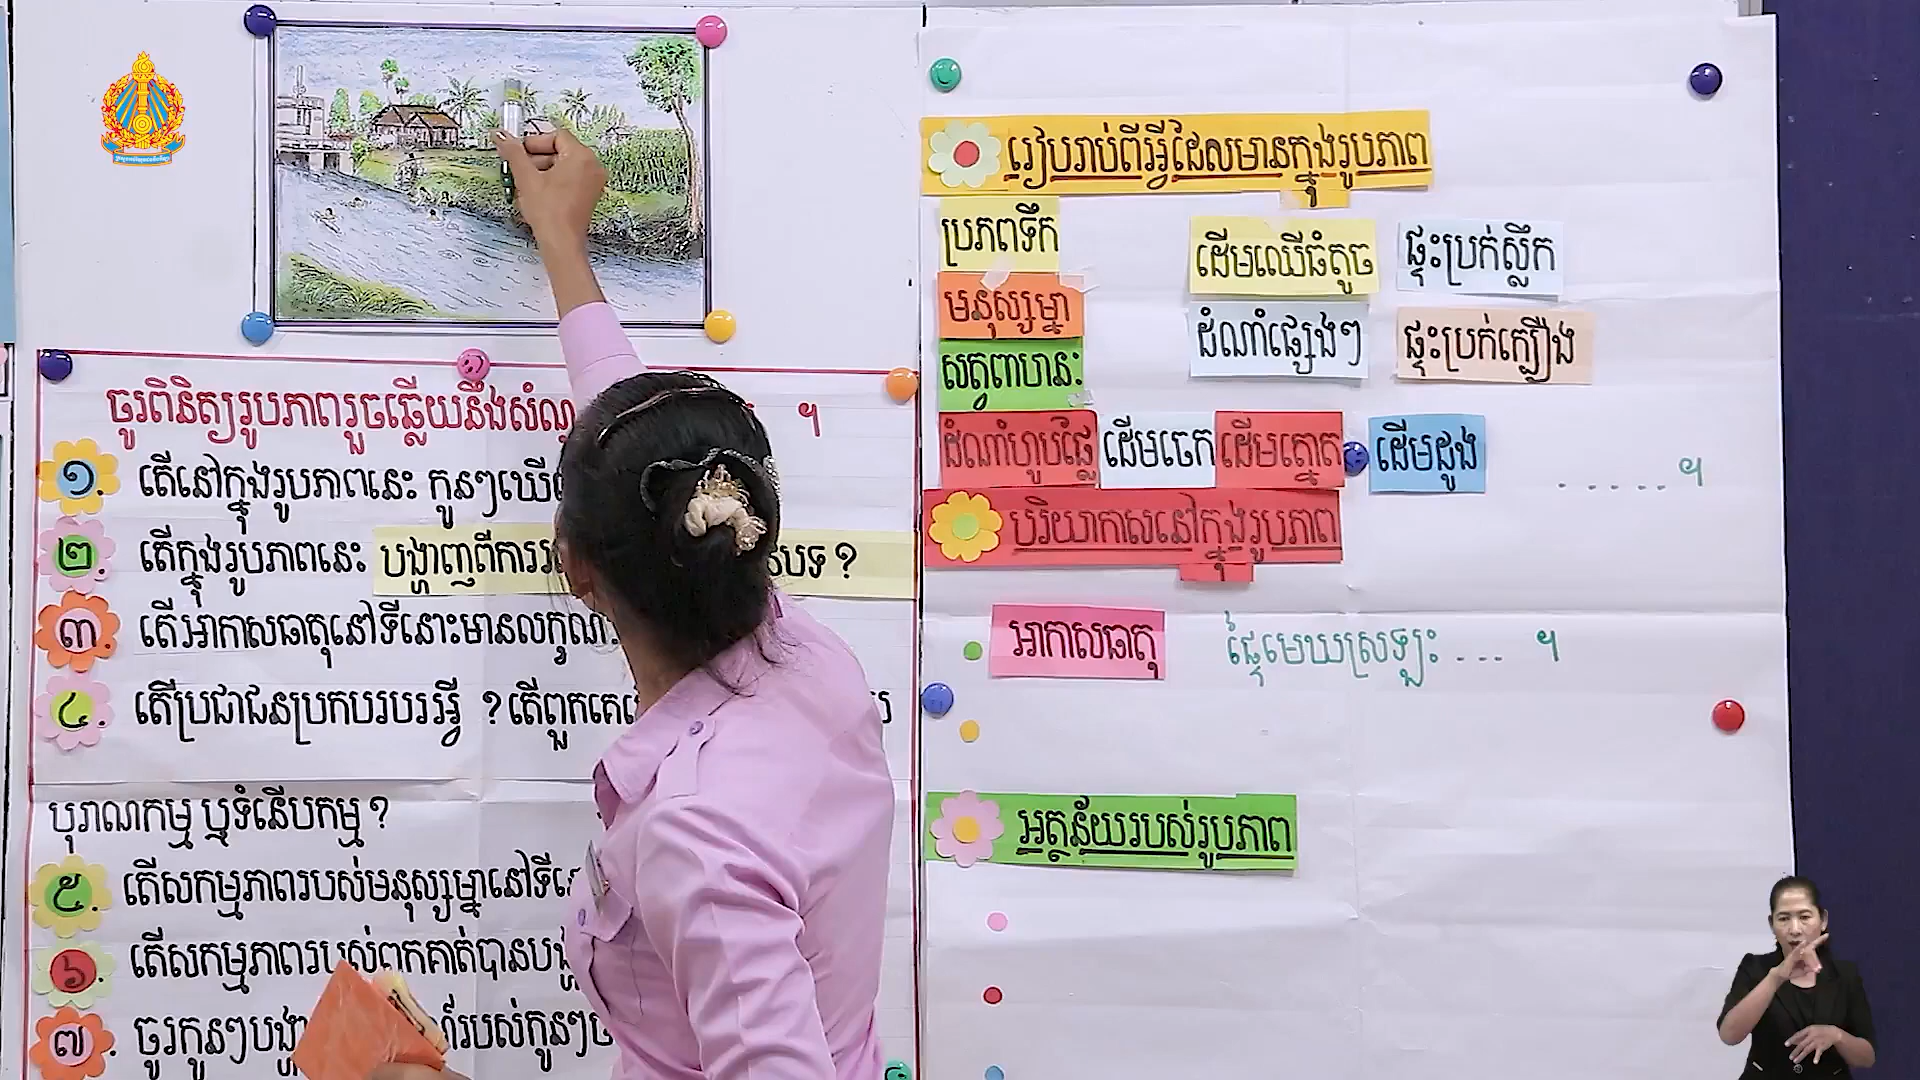 ចូរពិនិត្យរូបភាពរួចឆ្លើយនឹងសំណួ ។
១. តើនៅក្នុងរូបភាពនេះ កូនៗឃើ
២. តើក្នុងរូបភាពនេះ បង្ហាញពីការ បទ ?
៣. តើអាកាសធាតុនៅទីនោះមានលក្ខណ
៤. តើប្រជាជនប្រកបរបរអ្វី ? តើពួកគេ
បុរាណកម្ម ឬទំនើបកម្ម ?
៥. តើសកម្មភាពរបស់មនុស្សម្នានៅទី
៦. តើសកម្មភាពរបស់ពួកគាត់បានបង្ហ
៧. ចូរកូនៗបង្ហា របស់កូនៗច
រៀបរាប់ពីអ្វីដែលមានក្នុងរូបភាព
ប្រភពទឹក ដើមឈើធំតូច ផ្ទះប្រក់ស្លឹក
មនុស្សម្នា ដំណាំផ្សេងៗ ផ្ទះប្រក់ក្បឿង
សត្វពាហនៈ
ដំណាំហូបផ្លែ ដើមចេក ដើមត្នោត ដើមដូង .....។
បរិយាកាសនៅក្នុងរូបភាព
អាកាសធាតុ ផ្ទៃមេឃស្រឡះ ... ។
អត្ថន័យរបស់រូបភាព